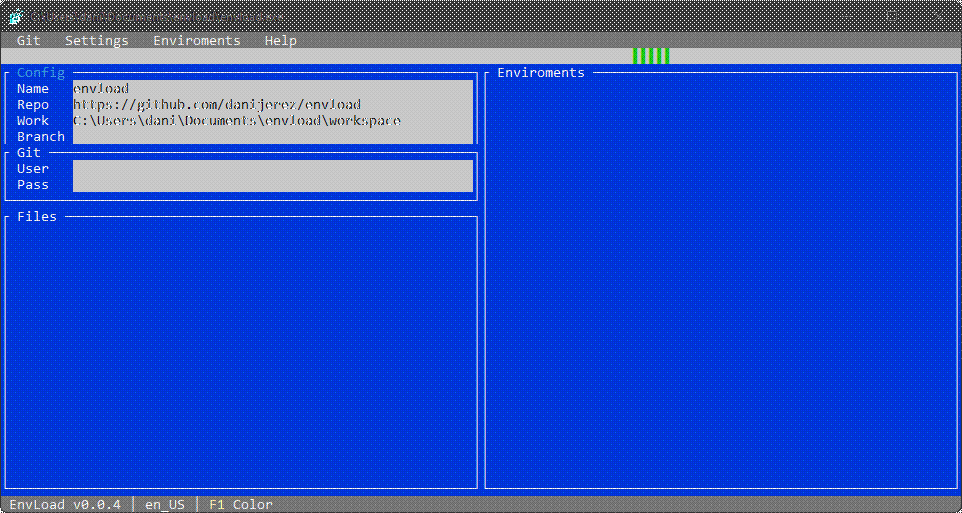 Git Settings Enviroments Help
Config
Name envload
Repo https://github.com/danijerez/envload
Work C:\Users\dani\Documents\envload\workspace
Branch
Git
User
Pass
Files
Enviroments
EnvLoad v0.0.4 │ en_US │ F1 Color